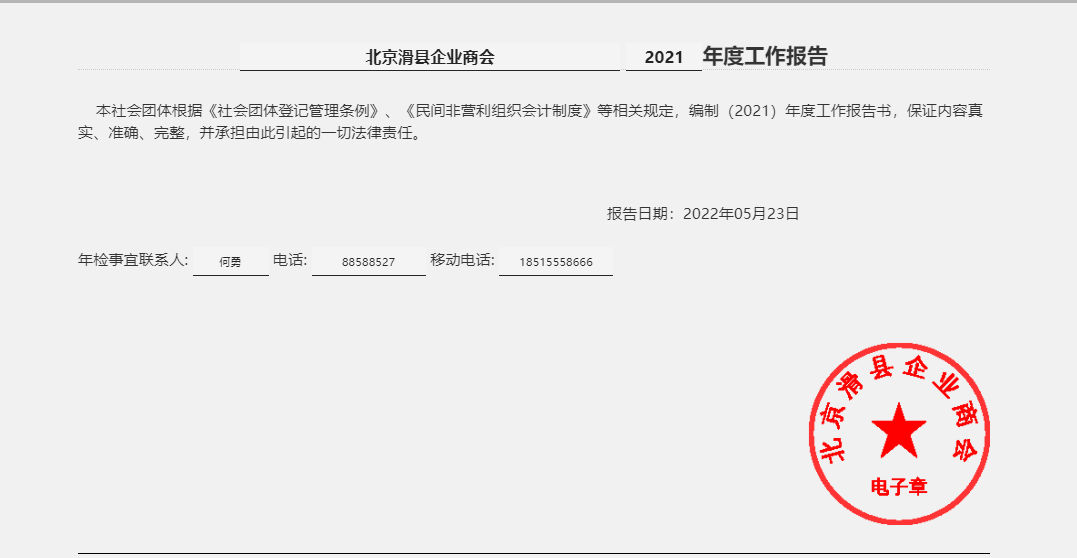 北京滑县企业商会 2021 年度工作报告
本社会团体根据《社会团体登记管理条例》、《民间非营利组织会计制度》等相关规定，编制（2021）年度工作报告书，保证内容真
实、准确、完整，并承担由此引起的一切法律责任。
报告日期：2022年05月23日
年检事宜联系人: 何勇 电话: 88588527 移动电话: 18515558666
北京滑县企业商会
电子章